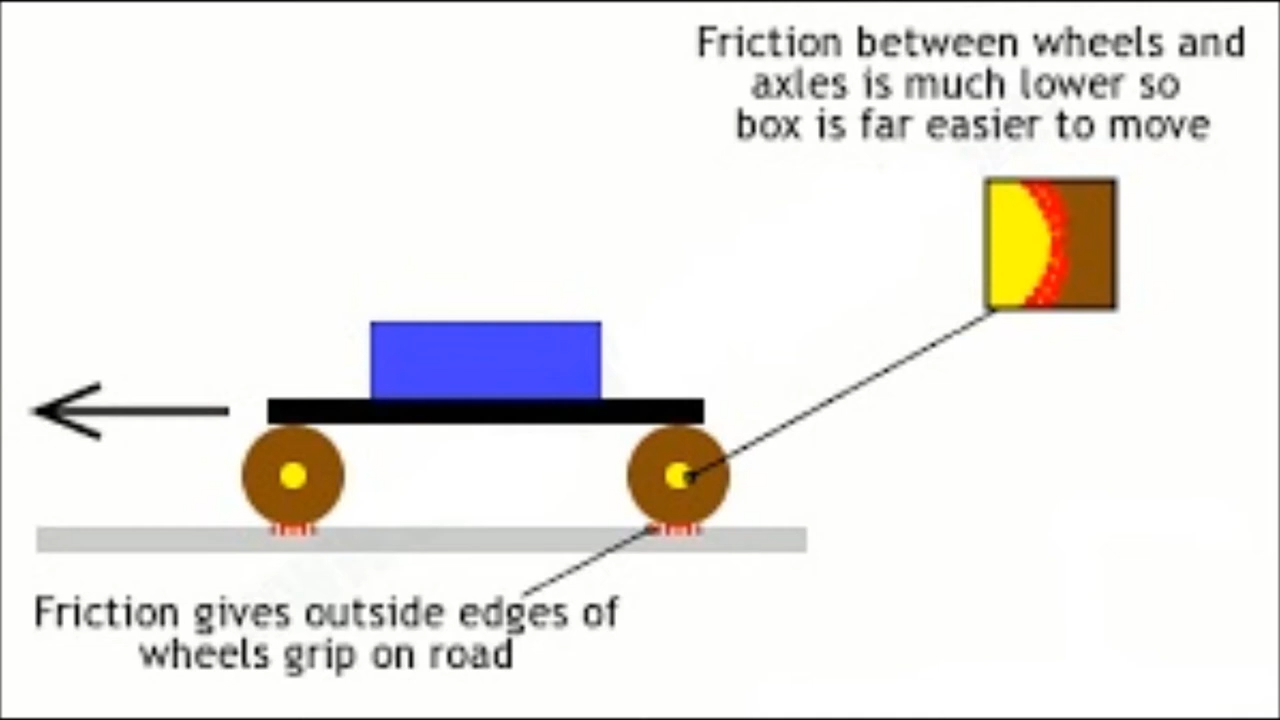 Friction between wheels and
axles is much lower so
box is far easier to move
Friction gives outside edges of
wheels grip on road